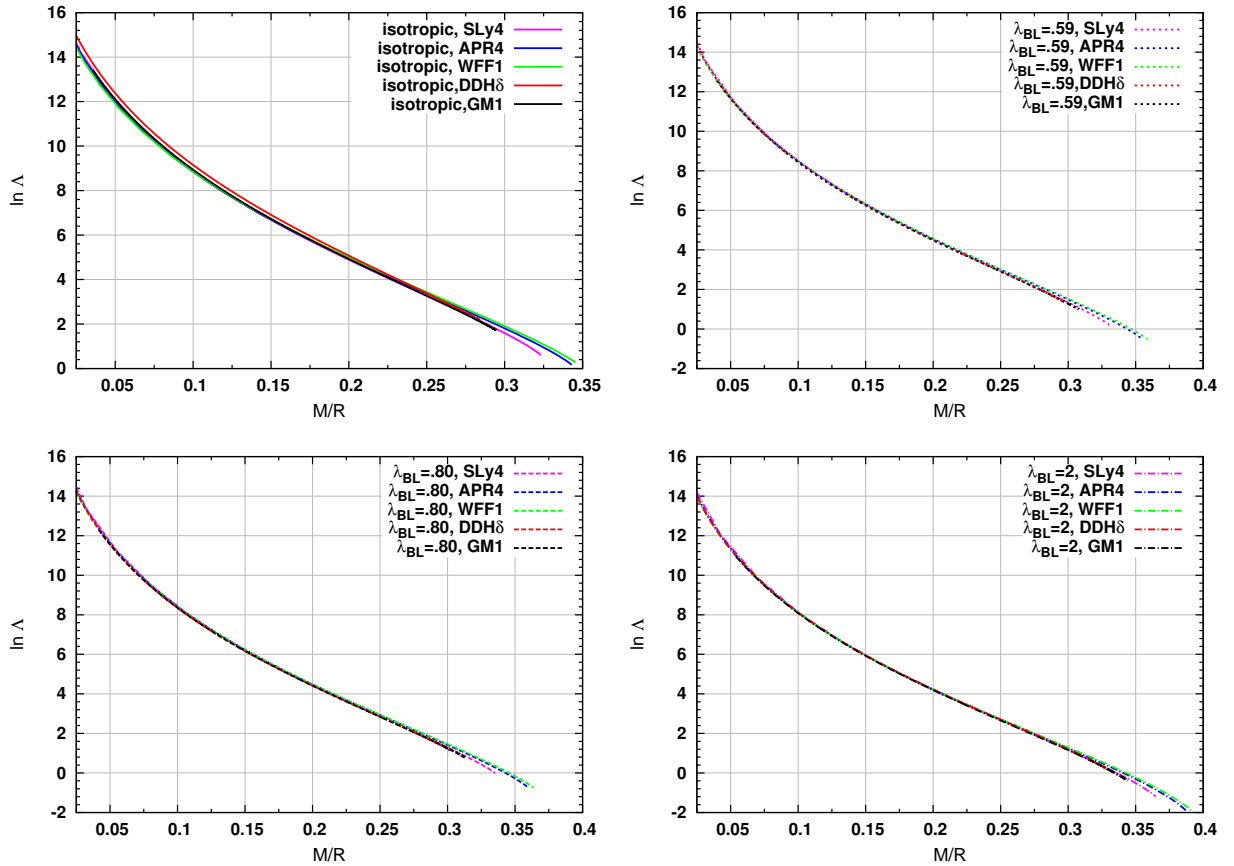 16
14
12
10
8
6
4
2
0
ln Λ
isotropic, SLy4
isotropic, APR4
isotropic, WFF1
isotropic,DDHδ
isotropic,GM1
0.05 0.1 0.15 0.2 0.25 0.3 0.35
M/R
16
14
12
10
8
6
4
2
0
-2
ln Λ
λBL=.59, SLy4
λBL=.59, APR4
λBL=.59, WFF1
λBL=.59,DDHδ
λBL=.59,GM1
0.05 0.1 0.15 0.2 0.25 0.3 0.35 0.4
M/R
16
14
12
10
8
6
4
2
0
-2
ln Λ
λBL=.80, SLy4
λBL=.80, APR4
λBL=.80, WFF1
λBL=.80, DDHδ
λBL=.80, GM1
0.05 0.1 0.15 0.2 0.25 0.3 0.35 0.4
M/R
16
14
12
10
8
6
4
2
0
-2
ln Λ
λBL=2, SLy4
λBL=2, APR4
λBL=2, WFF1
λBL=2, DDHδ
λBL=2, GM1
0.05 0.1 0.15 0.2 0.25 0.3 0.35 0.4
M/R